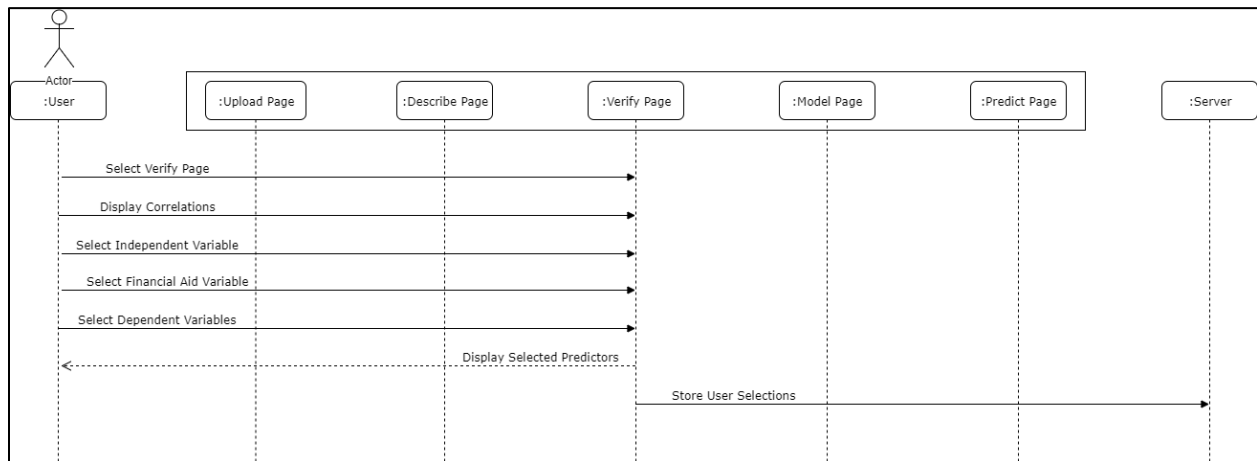 Actor
:User
:Upload Page
:Describe Page
:Verify Page
:Model Page
:Predict Page
:Server
Select Verify Page
Display Correlations
Select Independent Variable
Select Financial Aid Variable
Select Dependent Variables
Display Selected Predictors
Store User Selections